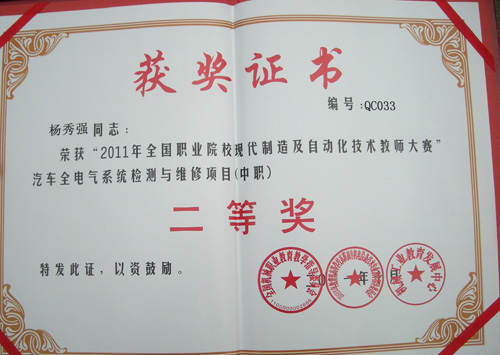 获奖证书
编号:QC033
杨秀强同志:
荣获“2011年全国职业院校现代制造及自动化技术教师大赛”
汽车全电气系统检测与维修项目(中职)
二等奖
特发此证,以资鼓励。
年 月